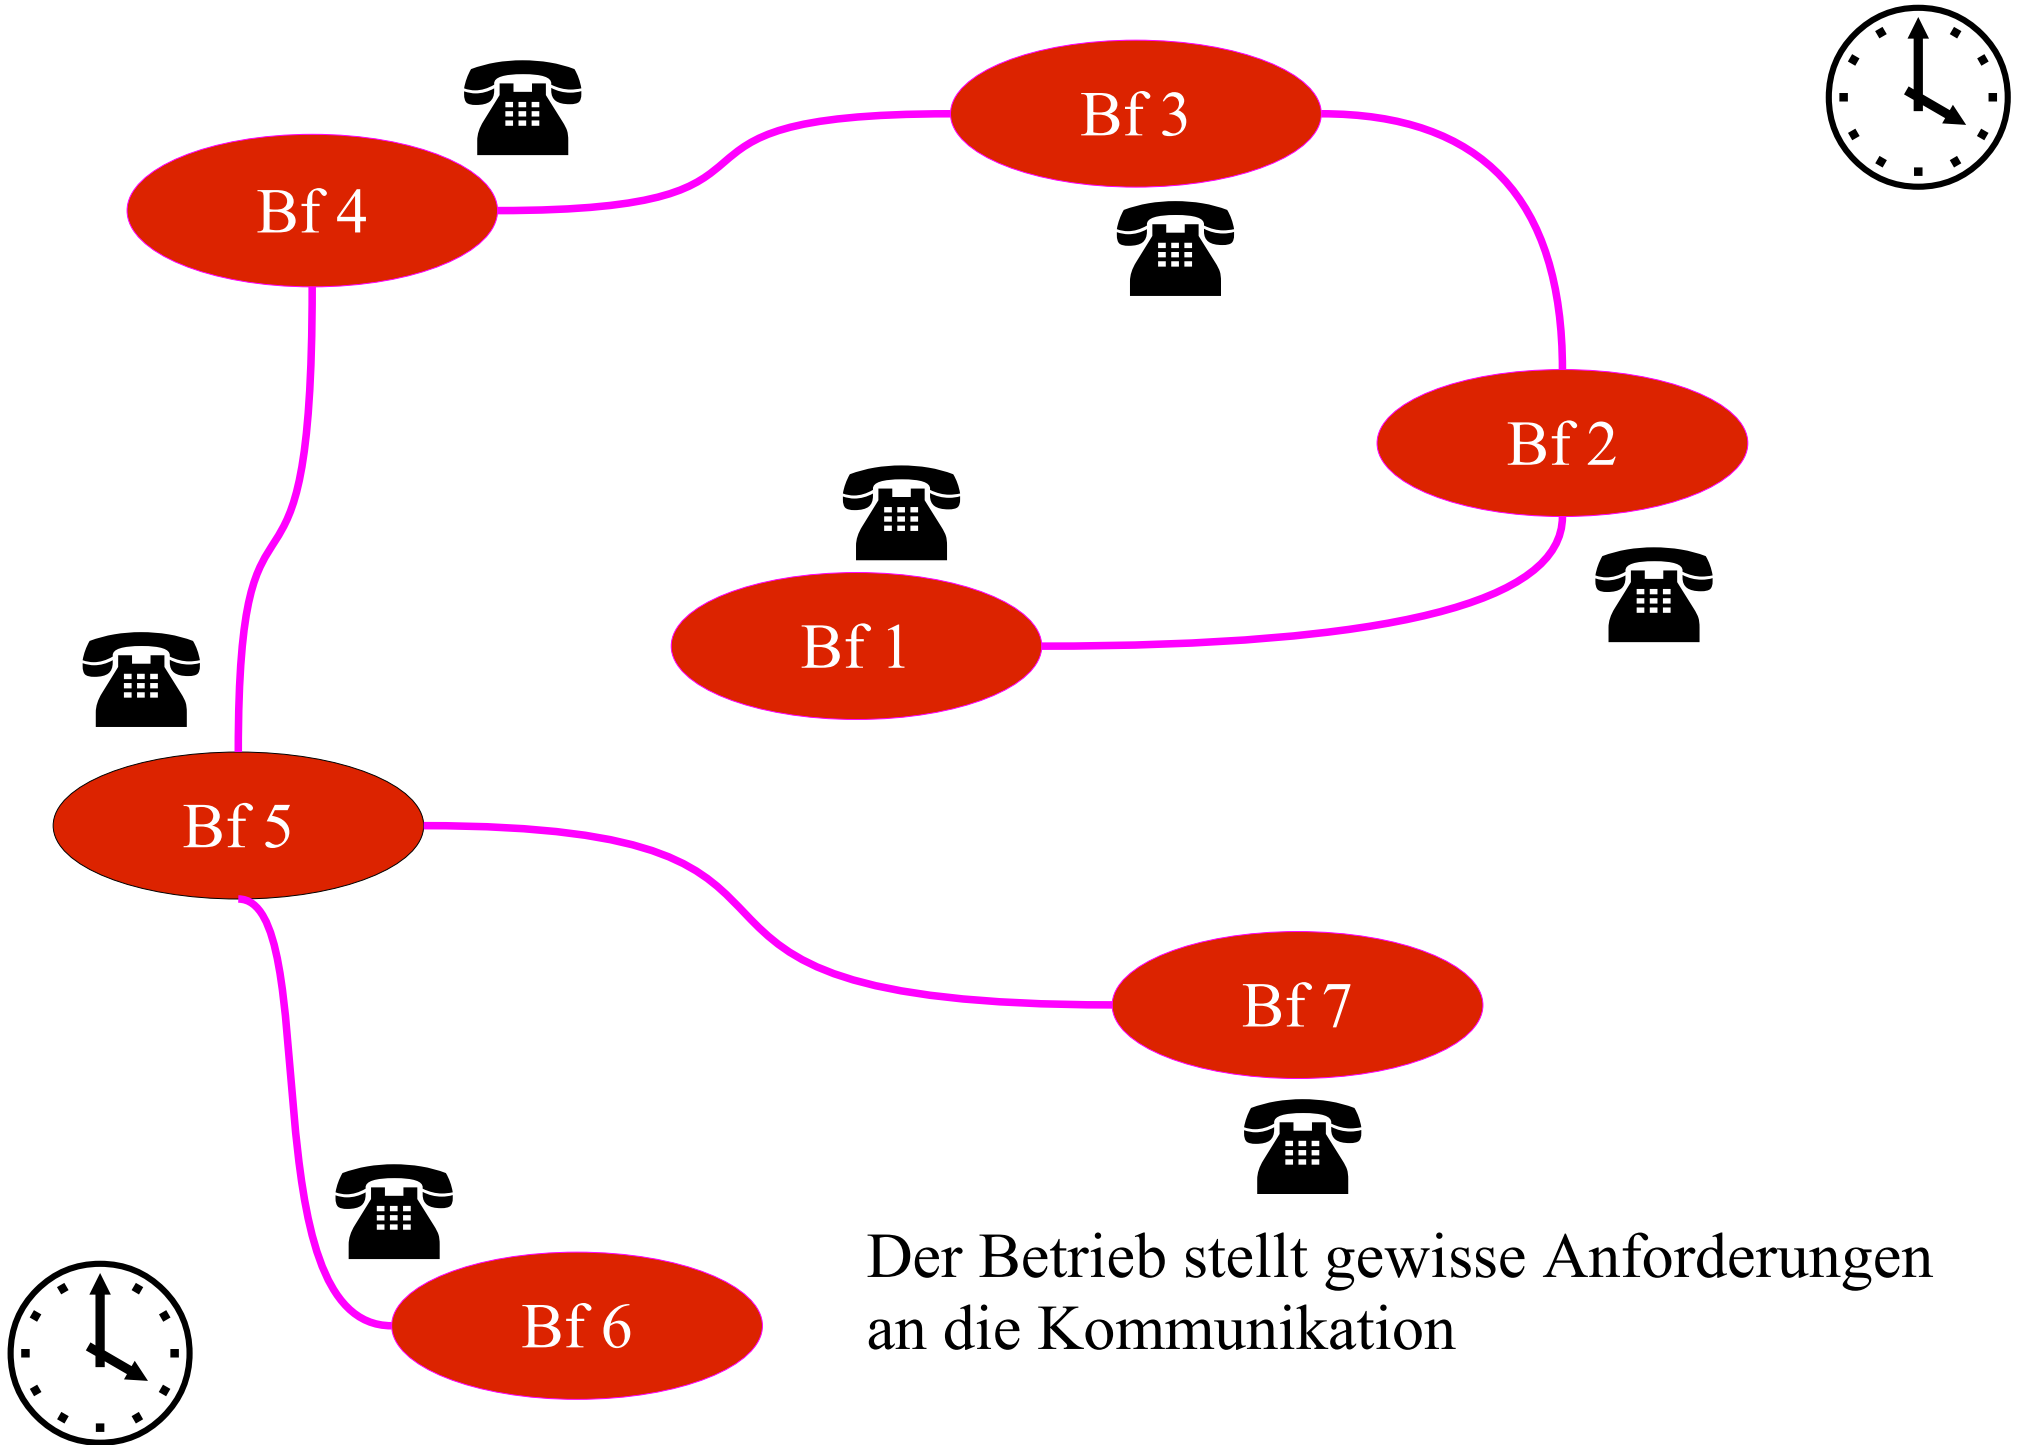 Bf 3
Bf 4
Bf 2
Bf 1
Bf 5
Bf 7
Bf 6
Der Betrieb stellt gewisse Anforderungen
an die Kommunikation